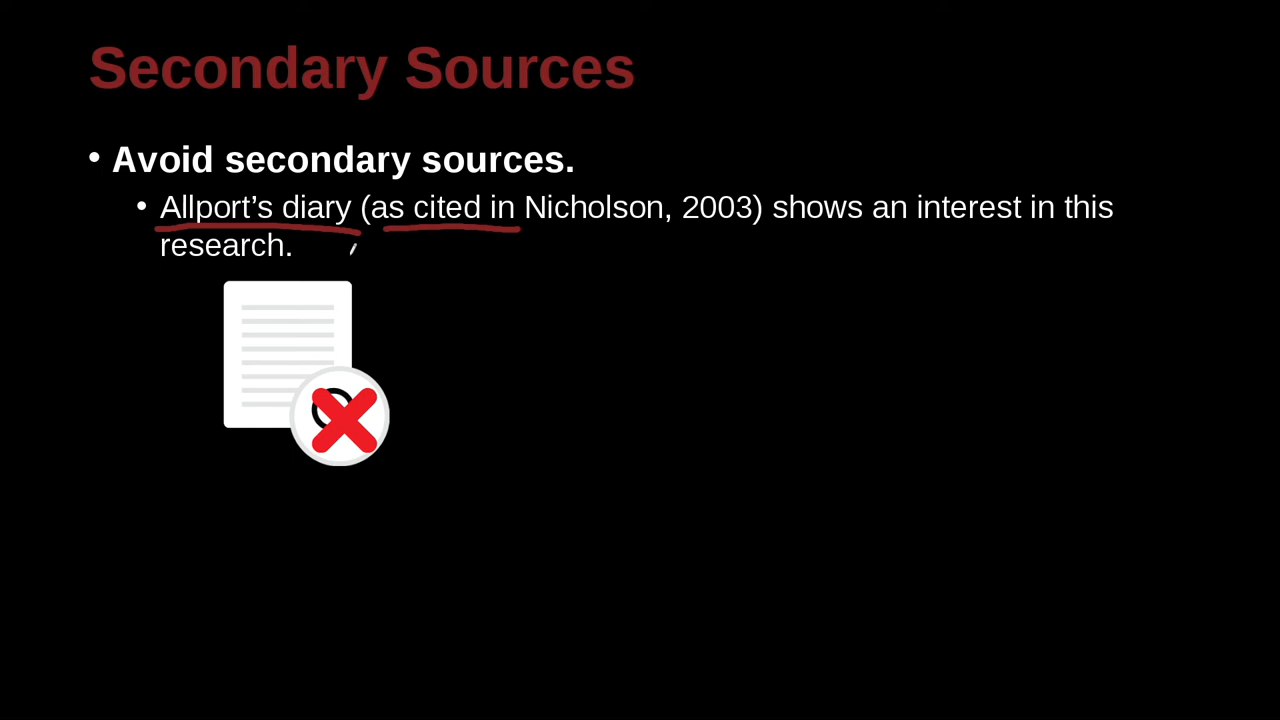 Secondary Sources
• Avoid secondary sources.
• Allport’s diary (as cited in Nicholson, 2003) shows an interest in this
research.